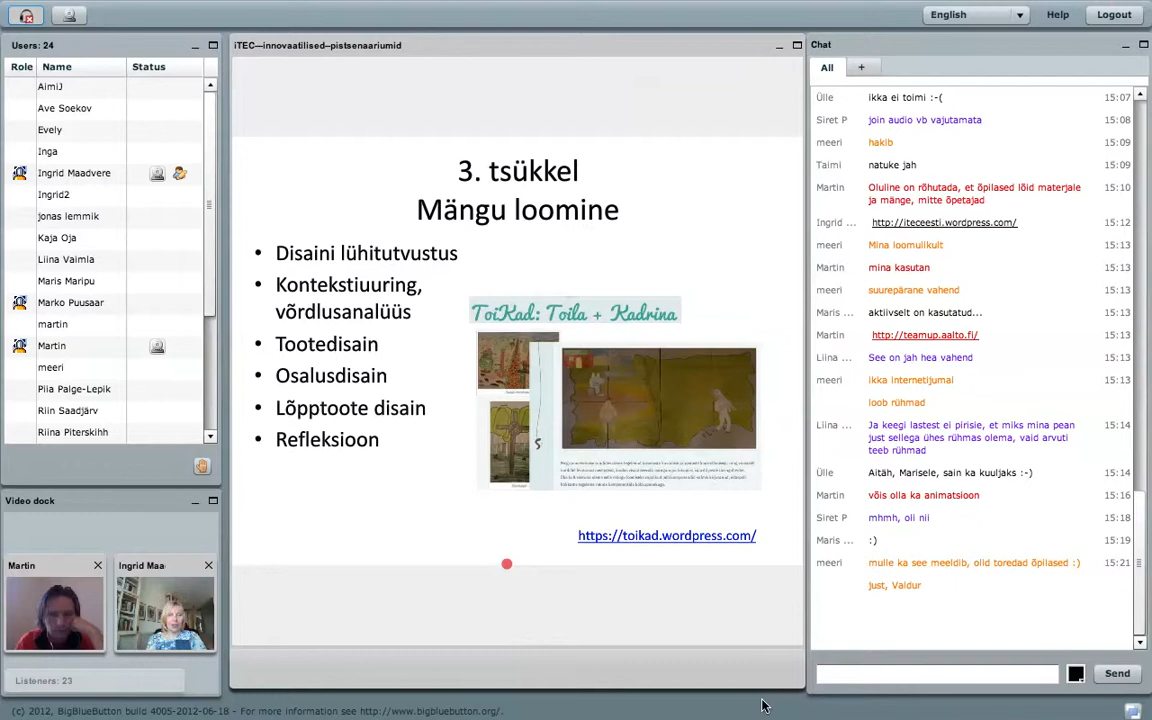 English
Help
Logout
Users: 24
Role Name Status
AimiJ
Ave Soekov
Evely
Inga
Ingrid Maadvere
Ingrid2
jonas lemmik
Kaja Oja
Liina Vaimla
Maris Maripu
Marko Puusaar
martin
Martin
meeri
Piia Palge-Lepik
Riin Saadjärv
Riina Piterskihh
Video dock
Martin
Ingrid Maa
Listeners: 23
iTEC—innovaatilised--pistsenaariumid
3. tsükkel
Mängu loomine
• Disaini lühitutvustus
• Kontekstiuuring,
võrdlusanalüüs
• Tootedisain
• Osalusdisain
• Lõpptoote disain
• Refleksioon
ToiKad: Toila + Kadrina
https://toikad.wordpress.com/
Chat
All +
Ülle ikka ei toimi :-( 15:07
Siret P join audio vb vajutamata 15:08
meeri hakib 15:09
Taimi natuke jah 15:09
Martin Oluline on rõhutada, et õpilased lõid materjale 15:10
ja mänge, mitte õpetajad
Ingrid ... http://iteceesti.wordpress.com/ 15:12
meeri Mina loomulikult 15:13
Martin mina kasutan 15:13
meeri suurepärane vahend 15:13
Maris ... aktiivselt on kasutatud... 15:13
Martin http://teamup.aalto.fi/ 15:13
Liina ... See on jah hea vahend 15:13
meeri ikka internetijumal 15:13
loob rühmad
Liina ... Ja keegi lastest ei pirisie, et miks mina pean 15:14
just sellega ühes rühmas olema, vaid arvuti
teeb rühmad
Ülle Aitäh, Marisele, sain ka kuuljaks :-) 15:14
Martin võis olla ka animatsioon 15:16
Siret P mhmh, oli nii 15:18
Maris ... :) 15:19
meeri mulle ka see meeldib, olid toredad õpilased :) 15:21
just, Valdur
Send
(c) 2012, BigBlueButton build 4005-2012-06-18 - For more information see http://www.bigbluebutton.org/.